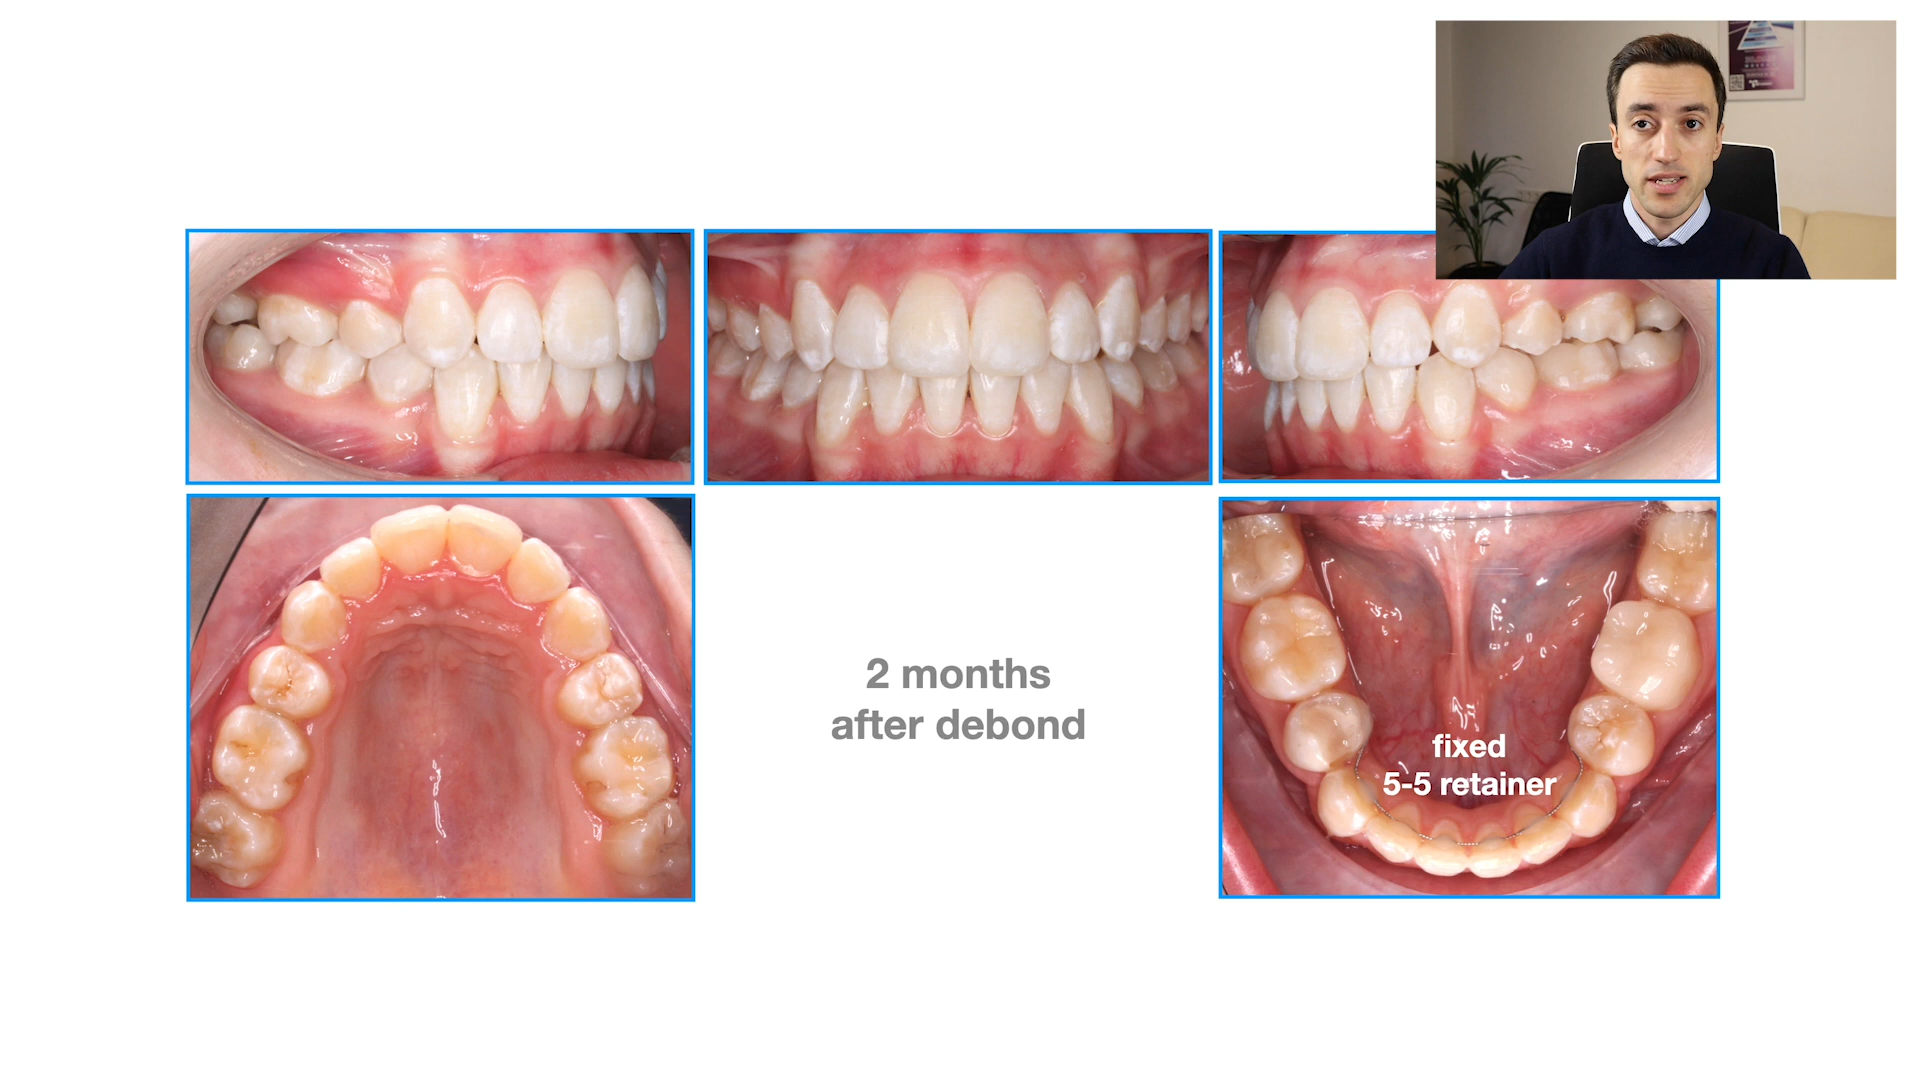 2 months
after debond
fixed
5-5 retainer